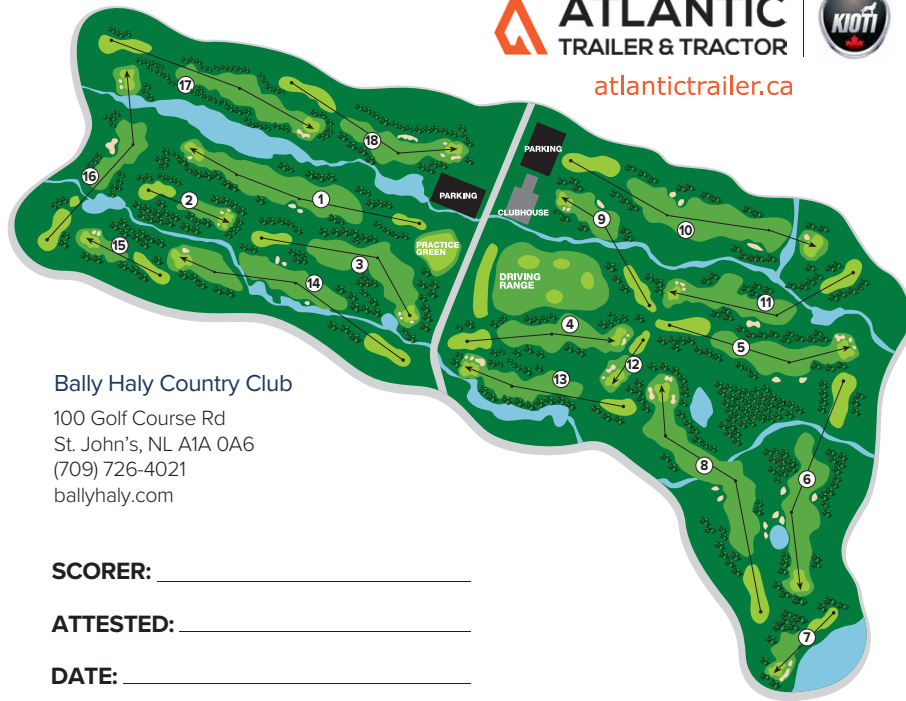 ATLANTIC
TRAILER & TRACTOR
KIOTI
atlantictrailer.ca
17
18
PARKING
16
2
1
PARKING
CLUBHOUSE
9
10
15
3
PRACTICE
GREEN
14
DRIVING
RANGE
11
4
5
12
13
8
6
7
Bally Haly Country Club
100 Golf Course Rd
St. John's, NL A1A 0A6
(709) 726-4021
ballyhaly.com
SCORER:
ATTESTED:
DATE: